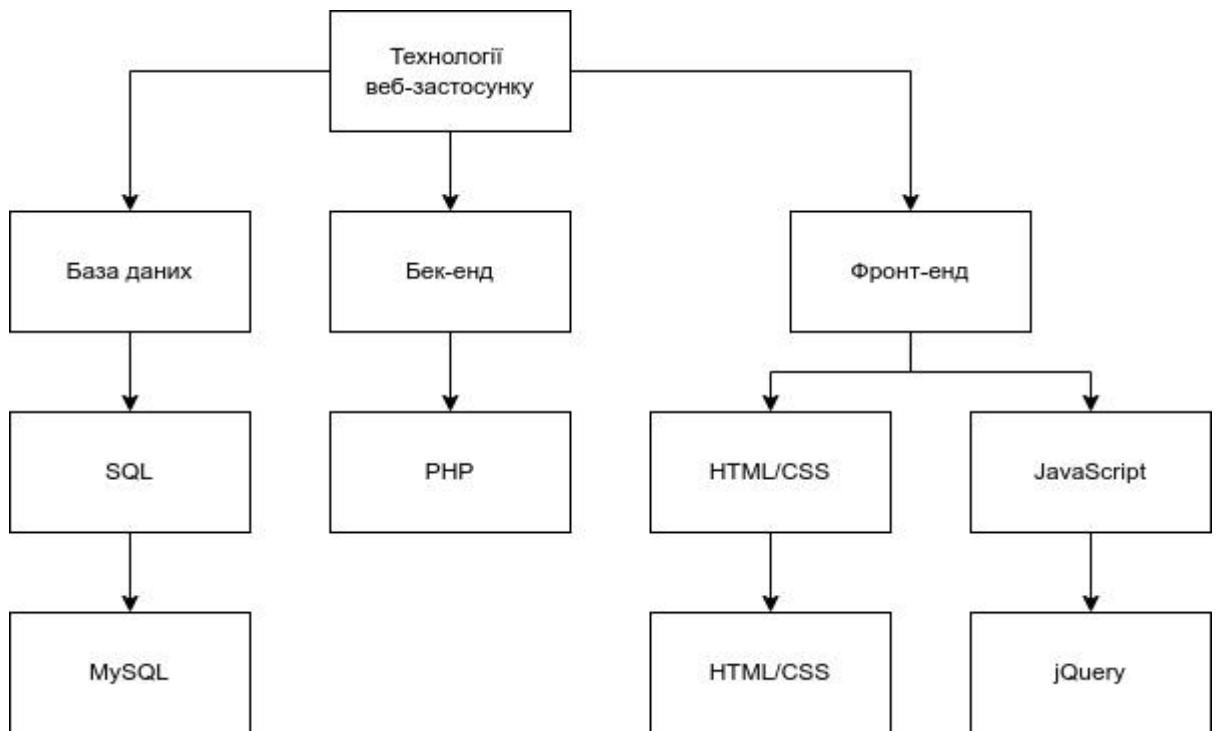 Технології
веб-застосунку
База даних
Бек-енд
Фронт-енд
SQL
PHP
HTML/CSS
JavaScript
MySQL
HTML/CSS
jQuery